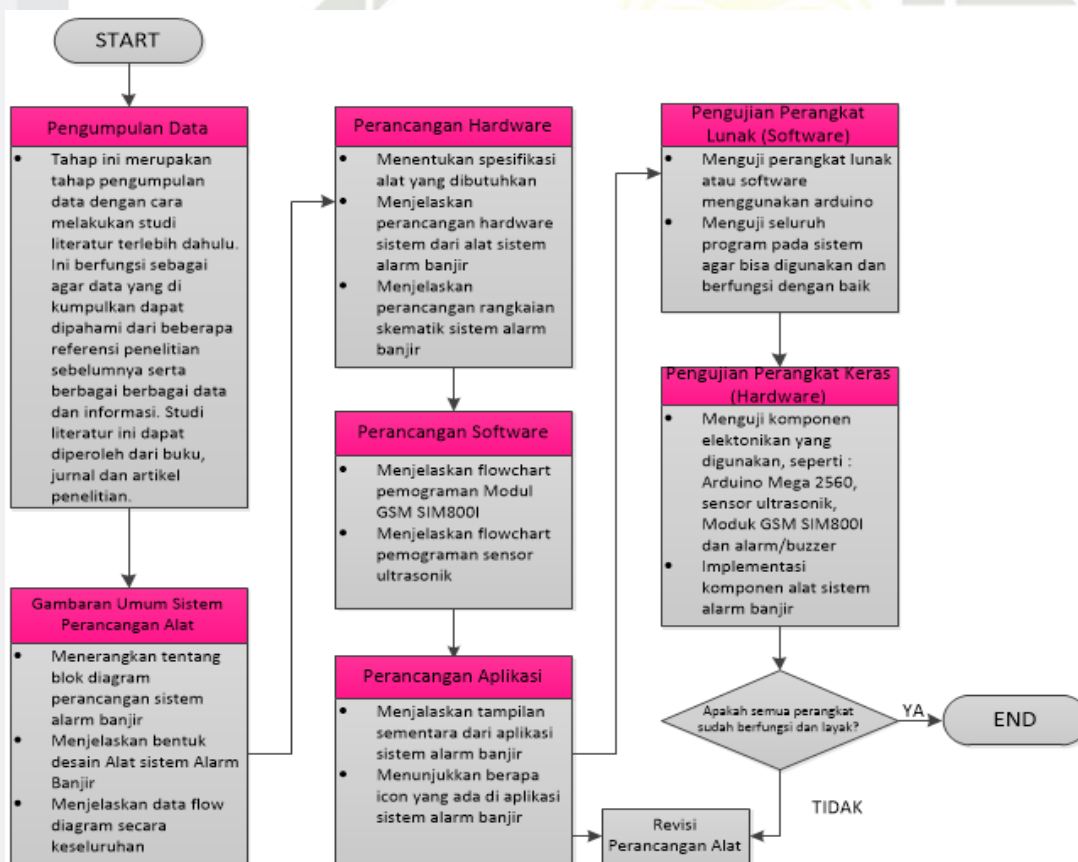 START
Pengumpulan Data
• Tahap ini merupakan
tahap pengumpulan
data dengan cara
melakukan studi
literatur terlebih dahulu.
Ini berfungsi sebagai
agar data yang di
kumpulkan dapat
dipahami dari beberapa
referensi penelitian
sebelumnya serta
berbagai berbagai data
dan informasi. Studi
literatur ini dapat
diperoleh dari buku,
jurnal dan artikel
penelitian.
Gambaran Umum Sistem
Perancangan Alat
• Menerangkan tentang
blok diagram
perancangan sistem
alarm banjir
• Menjelaskan bentuk
desain Alat sistem Alarm
Banjir
• Menjelaskan data flow
diagram secara
keseluruhan
Perancangan Hardware
• Menentukan spesifikasi
alat yang dibutuhkan
• Menjelaskan
perancangan hardware
sistem dari alat sistem
alarm banjir
• Menjelaskan
perancangan rangkaian
skematik sistem alarm
banjir
Perancangan Software
• Menjelaskan flowchart
pemograman Modul
GSM SIM800l
• Menjelaskan flowchart
pemograman sensor
ultrasonik
Perancangan Aplikasi
• Menjalaskan tampilan
sementara dari aplikasi
sistem alarm banjir
• Menunjukkan berapa
icon yang ada di aplikasi
sistem alarm banjir
Pengujian Perangkat
Lunak (Software)
• Menguji perangkat lunak
atau software
menggunakan arduino
• Menguji seluruh
program pada sistem
agar bisa digunakan dan
berfungsi dengan baik
Pengujian Perangkat Keras
(Hardware)
• Menguji komponen
elektonikan yang
digunakan, seperti :
Arduino Mega 2560,
sensor ultrasonik,
Moduk GSM SIM800l
dan alarm/buzzer
• Implementasi
komponen alat sistem
alarm banjir
Apakah semua perangkat
sudah berfungsi dan layak?
YA
END
TIDAK
Revisi
Perancangan Alat